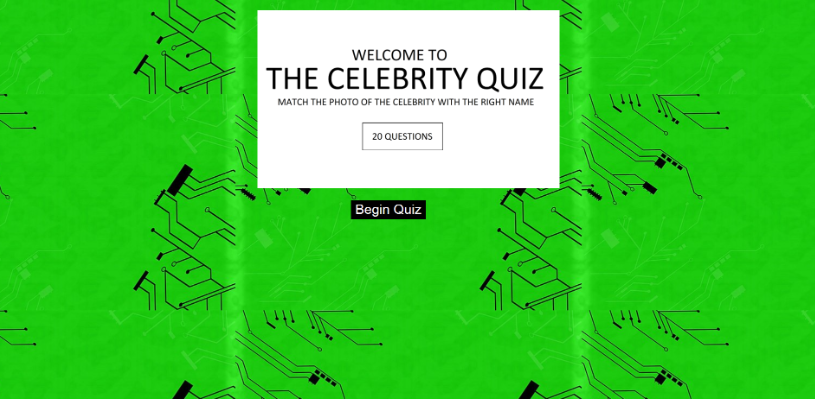 WELCOME TO
THE CELEBRITY QUIZ
MATCH THE PHOTO OF THE CELEBRITY WITH THE RIGHT NAME
20 QUESTIONS
Begin Quiz